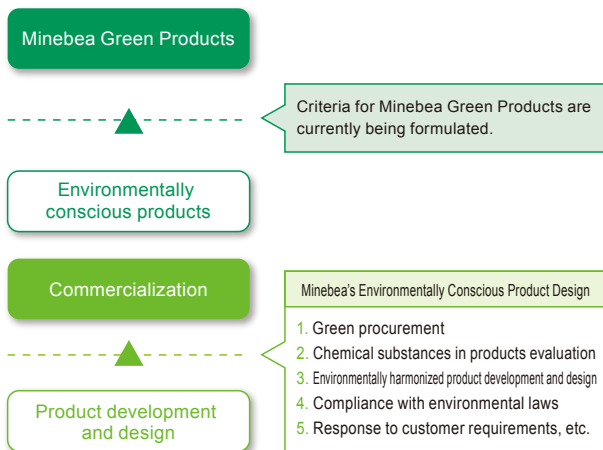 Minebea Green Products
Criteria for Minebea Green Products are
currently being formulated.
Environmentally
conscious products
Commercialization
Minebea's Environmentally Conscious Product Design
1. Green procurement
2. Chemical substances in products evaluation
3. Environmentally harmonized product development and design
4. Compliance with environmental laws
5. Response to customer requirements, etc.
Product development
and design